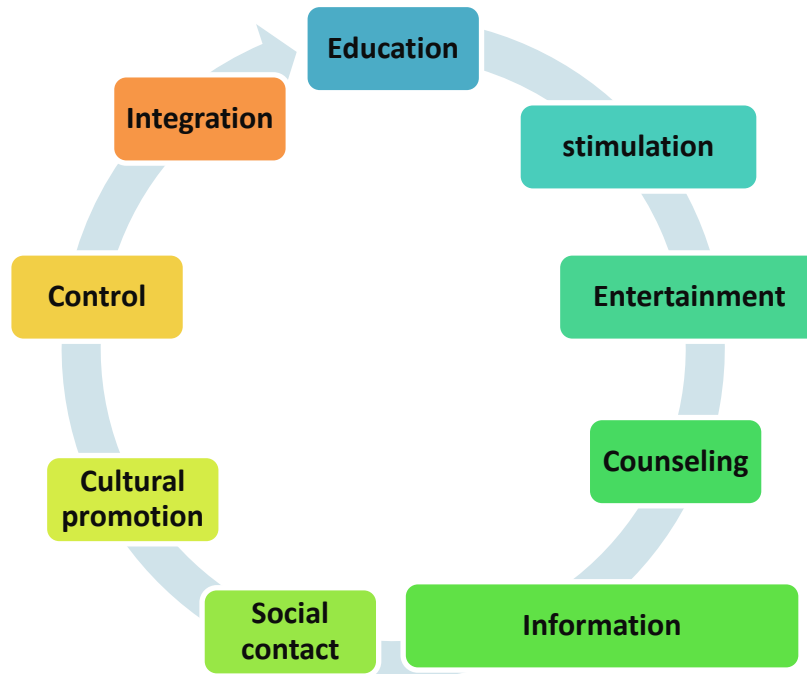 Education
stimulation
Entertainment
Counseling
Information
Social
contact
Cultural
promotion
Control
Integration